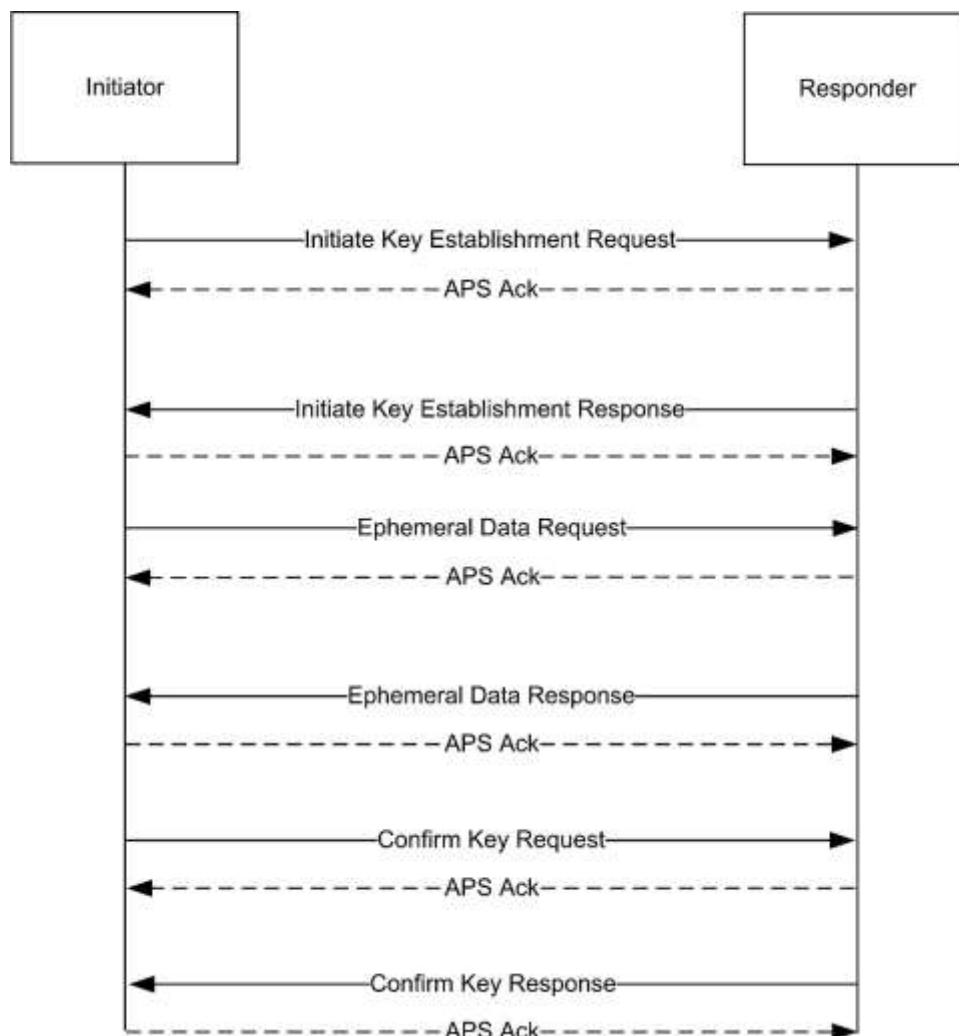 Initiator
Responder
Initiate Key Establishment Request
APS Ack
Initiate Key Establishment Response
APS Ack
Ephemeral Data Request
APS Ack
Ephemeral Data Response
APS Ack
Confirm Key Request
APS Ack
Confirm Key Response
APS Ack